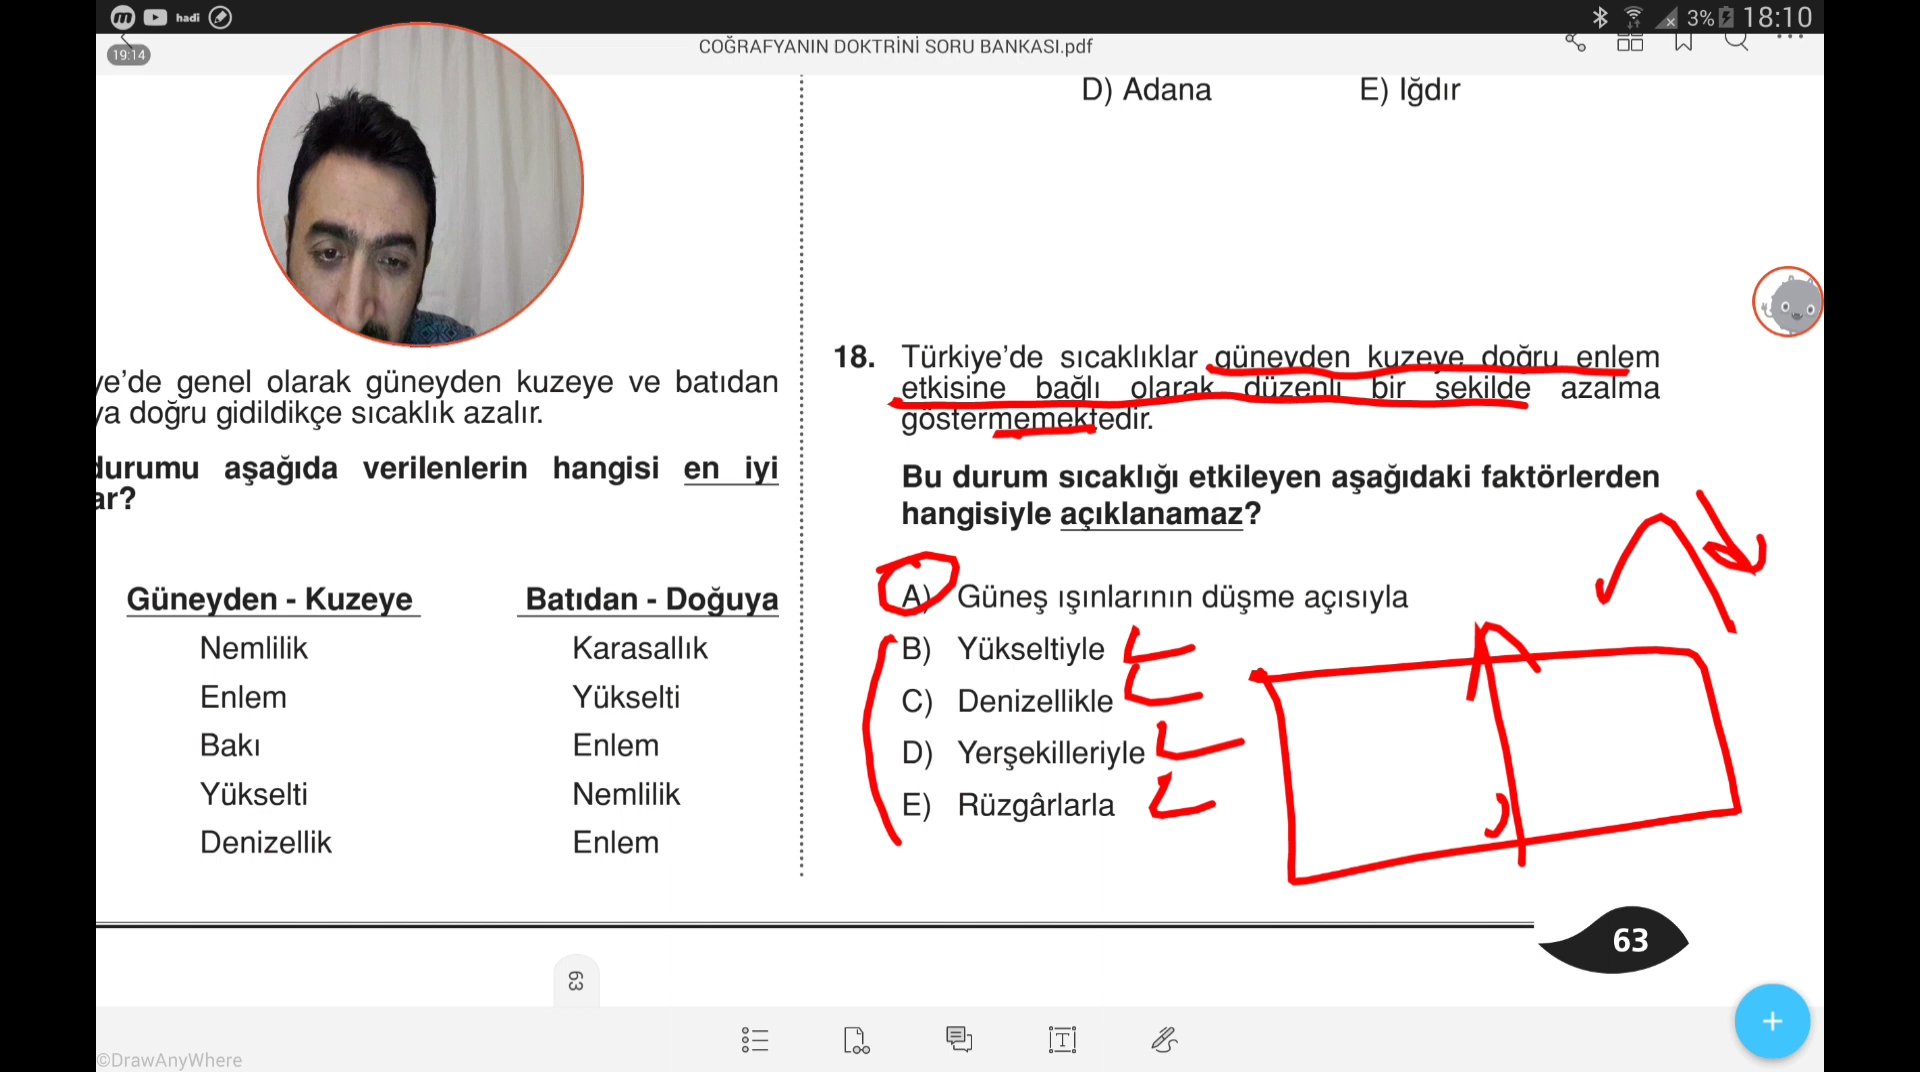 hadi
3%
18:10
19:14
COĞRAFYANIN DOKTRİNİ SORU BANKASI.pdf
D) Adana E) Iğdır
ye’de genel olarak güneyden kuzeye ve batıdan
ya doğru gidildikçe sıcaklık azalır.
durumu aşağıda verilenlerin hangisi en iyi
ar?
Güneyden - Kuzeye Batıdan - Doğuya
Nemlilik Karasallık
Enlem Yükselti
Bakı Enlem
Yükselti Nemlilik
Denizellik Enlem
18. Türkiye’de sıcaklıklar güneyden kuzeye doğru enlem
etkisine bağlı olarak düzenli bir şekilde azalma
göstermemektedir.
Bu durum sıcaklığı etkileyen aşağıdaki faktörlerden
hangisiyle açıklanamaz?
A) Güneş ışınlarının düşme açısıyla
B) Yükseltiyle
C) Denizellikle
D) Yerşekilleriyle
E) Rüzgârlarla
63
63
©DrawAnyWhere